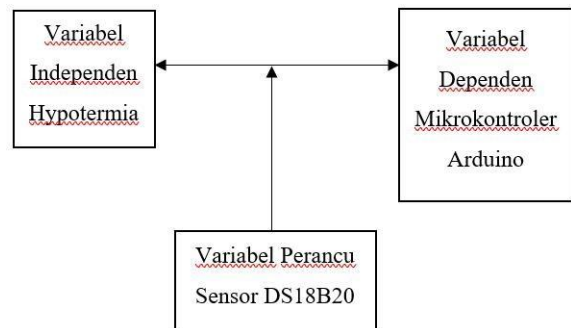 Variabel
Independen
Hypotermia
Variabel
Dependen
Mikrokontroler
Arduino
Variabel Perancu
Sensor DS18B20